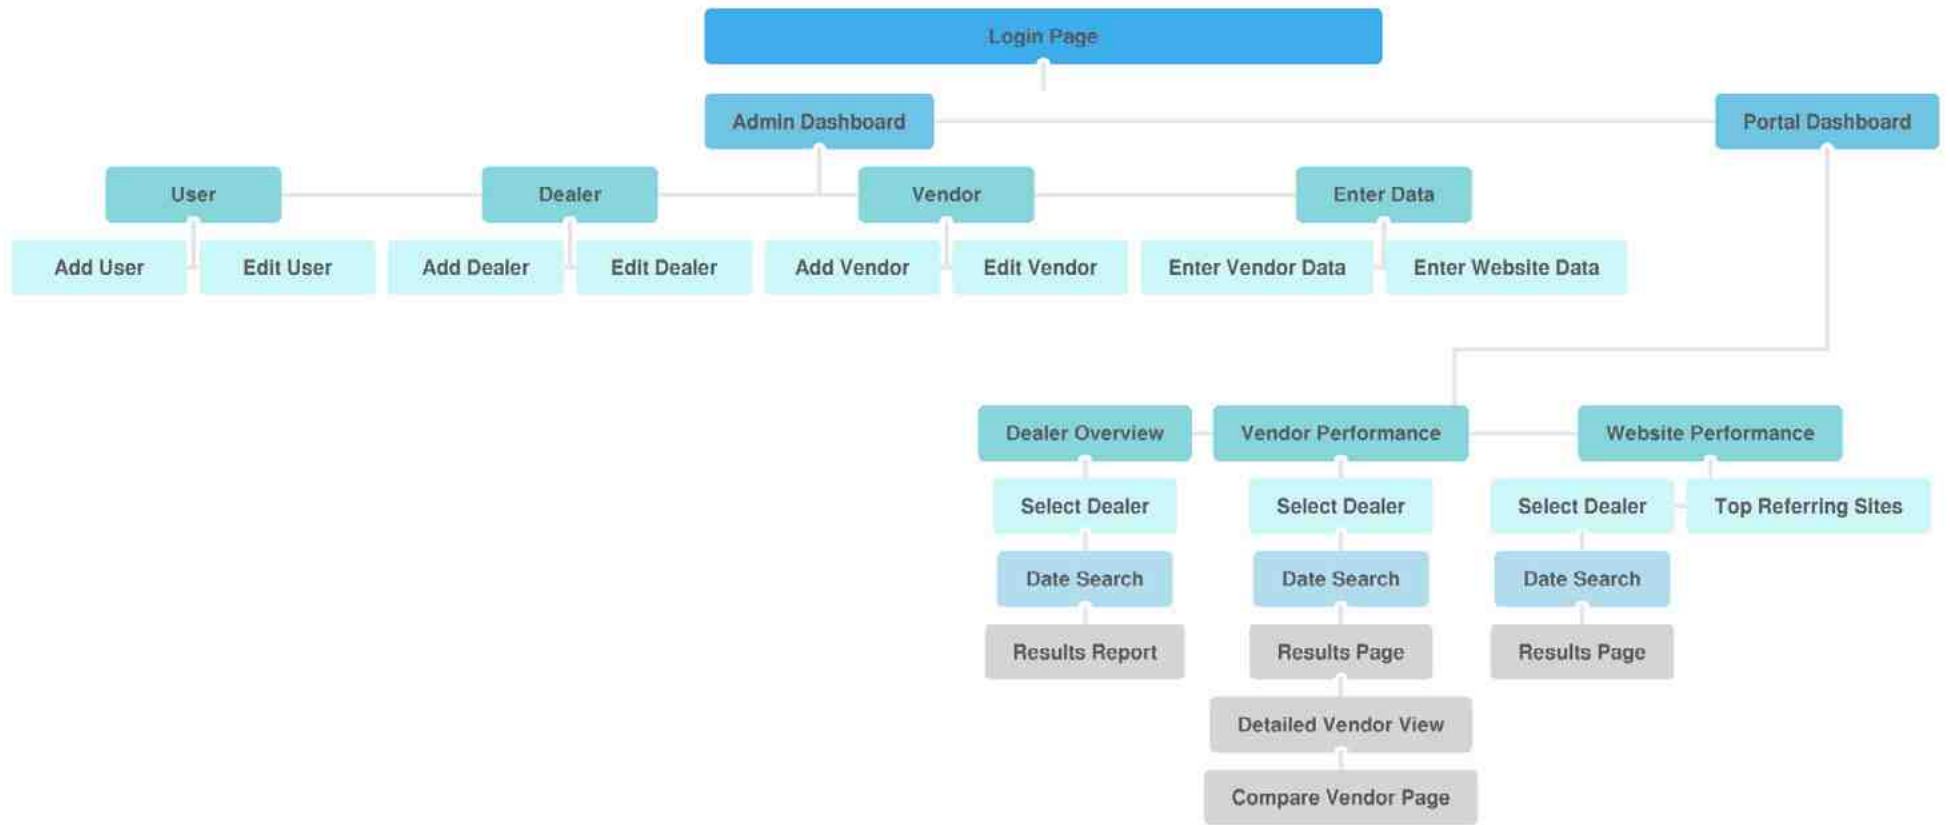 Login Page
Admin Dashboard
Portal Dashboard
User
Dealer
Vendor
Enter Data
Add User
Edit User
Add Dealer
Edit Dealer
Add Vendor
Edit Vendor
Enter Vendor Data
Enter Website Data
Dealer Overview
Vendor Performance
Website Performance
Select Dealer
Select Dealer
Select Dealer
Top Referring Sites
Date Search
Date Search
Date Search
Results Report
Results Page
Results Page
Detailed Vendor View
Compare Vendor Page